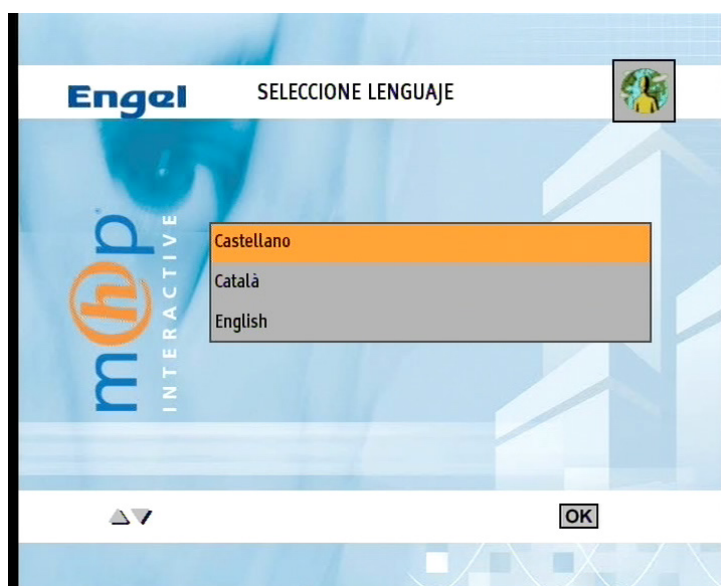 Engel
SELECCIONE LENGUAJE
mhp
INTERACTIVE
Castellano
Català
English
OK